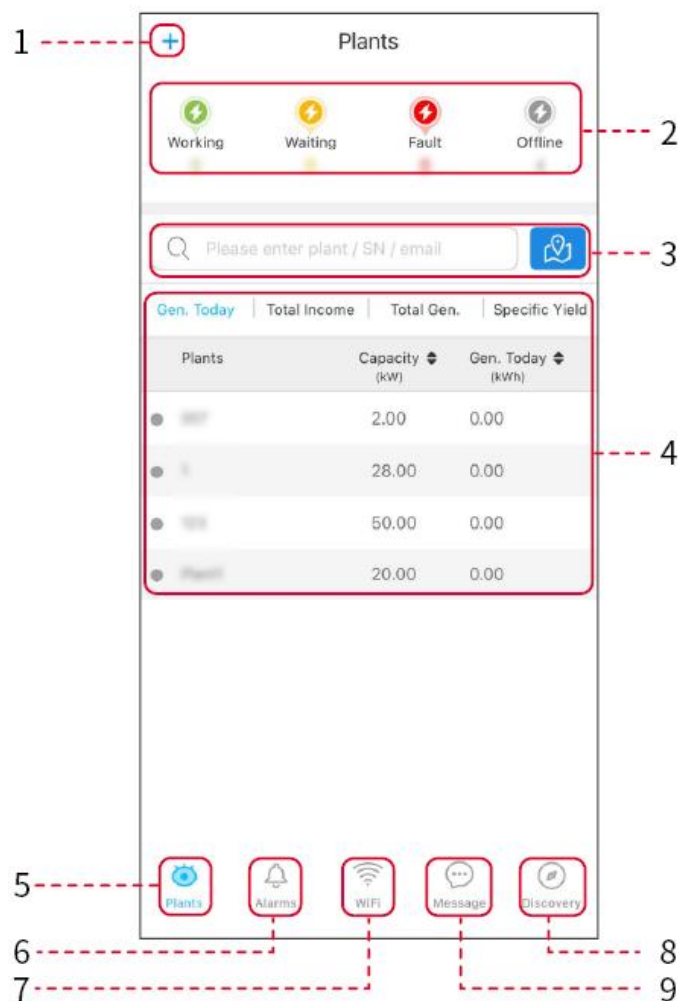 1
Plants
Working Waiting Fault Offline
2
Please enter plant / SN / email
3
Gen. Today Total Income Total Gen. Specific Yield
Plants Capacity Gen. Today
(kW) (kWh)
2.00 0.00
4
28.00 0.00
50.00 0.00
20.00 0.00
5
Plants Alarms WiFi Message Discovery
6 8
7 9